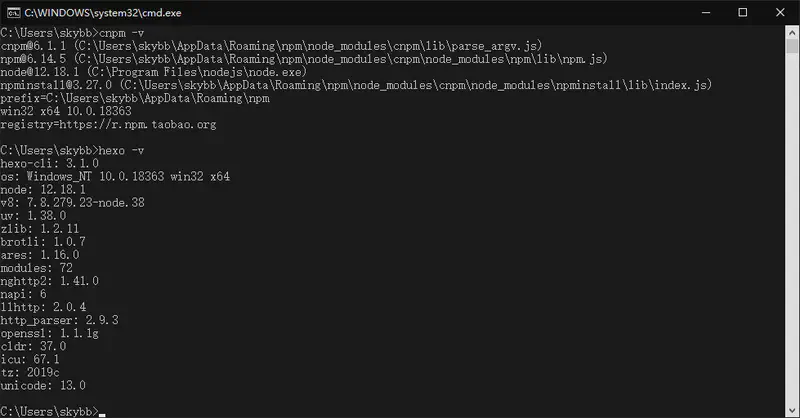 C:\WINDOWS\system32\cmd.exe
C:\Users\skybb>cnpm -v
cnpm@6.1.1 (C:\Users\skybb\AppData\Roaming\npm\node_modules\cnpm\lib\parse_argv.js)
npm@6.14.5 (C:\Users\skybb\AppData\Roaming\npm\node_modules\cnpm\node_modules\npm\lib\npm.js)
node@12.18.1 (C:\Program Files\nodejs\node.exe)
npminstall@3.27.0 (C:\Users\skybb\AppData\Roaming\npm\node_modules\cnpm\node_modules\npminstall\lib\index.js)
prefix=C:\Users\skybb\AppData\Roaming\npm
win32 x64 10.0.18363
registry=https://r.npm.taobao.org
C:\Users\skybb>hexo -v
hexo-cli: 3.1.0
os: Windows_NT 10.0.18363 win32 x64
node: 12.18.1
v8: 7.8.279.23-node.38
uv: 1.38.0
zlib: 1.2.11
brotli: 1.0.7
ares: 1.16.0
modules: 72
nghttp2: 1.41.0
napi: 6
llhttp: 2.0.4
http_parser: 2.9.3
openssl: 1.1.1g
cldr: 37.0
icu: 67.1
tz: 2019c
unicode: 13.0
C:\Users\skybb>